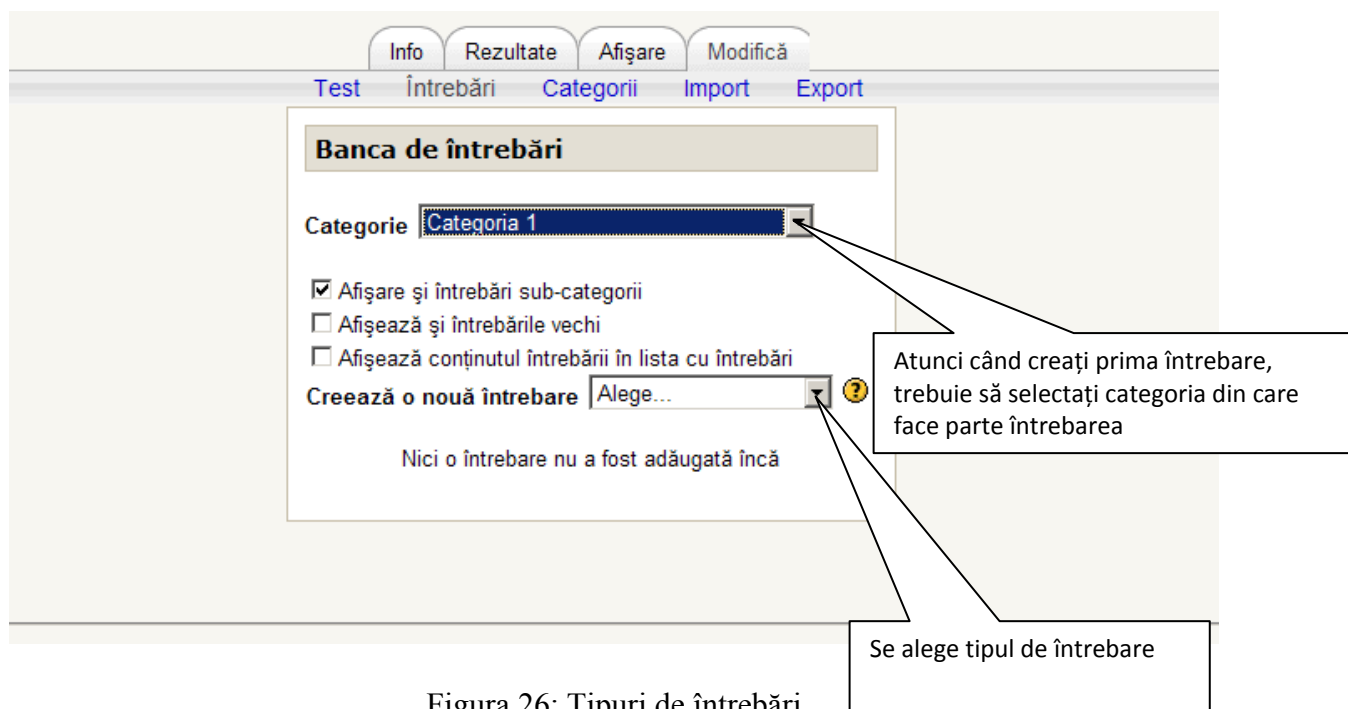 Info Rezultate Afişare Modifică
Test Întrebări Categorii Import Export
Banca de întrebări
Categorie Categoria 1
Afişare şi întrebări sub-categorii
Afişează şi întrebările vechi
Afişează conţinutul întrebării în lista cu întrebări
Creează o nouă întrebare Alege... ?
Nici o întrebare nu a fost adăugată încă
Atunci când creați prima întrebare,
trebuie să selectați categoria din care
face parte întrebarea
Se alege tipul de întrebare
Figura 26: Tipuri de întrebări